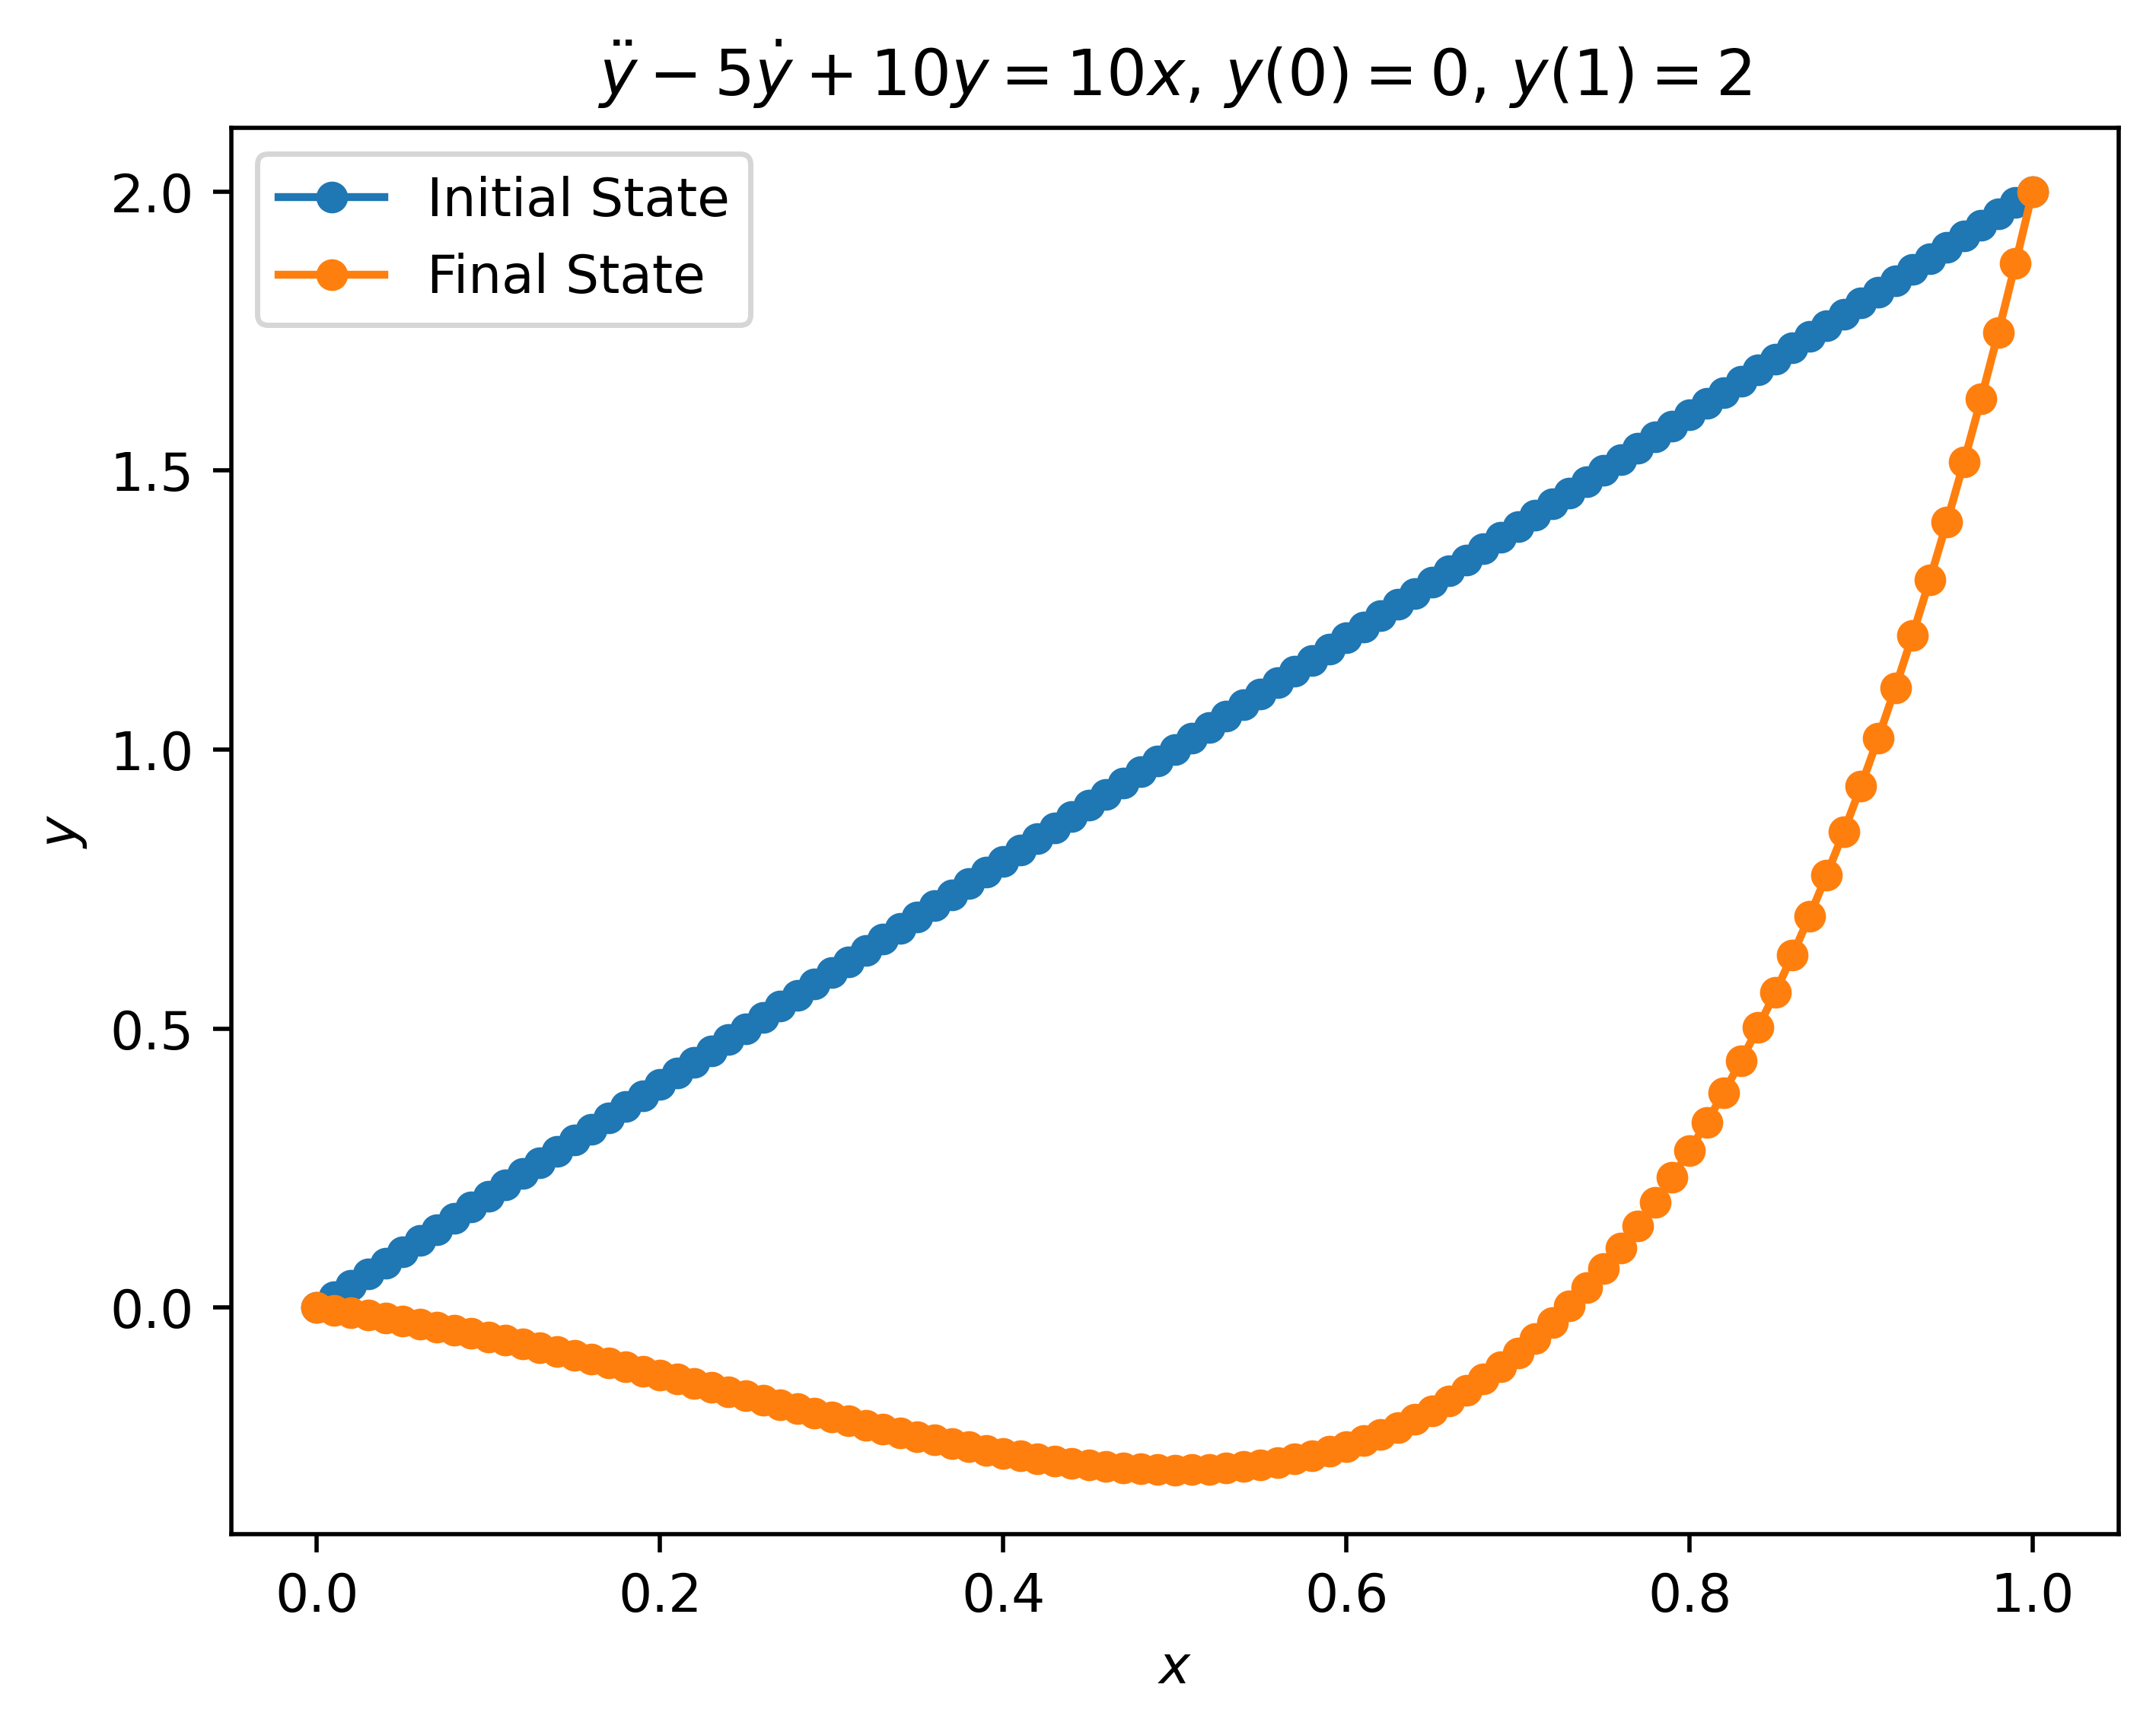 ÿ − 5ẏ + 10y = 10x, y(0) = 0, y(1) = 2
Initial State
Final State
2.0
1.5
1.0
0.5
0.0
y
0.0 0.2 0.4 0.6 0.8 1.0
x